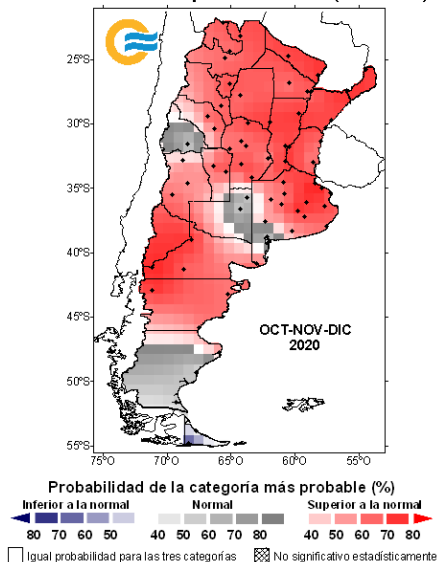 20°S
25°S
30°S
35°S
40°S
45°S
50°S
55°S
OCT-NOV-DIC
2020
75°O 70°O 65°O 60°O 55°O
Probabilidad de la categoría más probable (%)
Inferior a la normal Normal Superior a la normal
80 70 60 50 40 50 60 70 80 40 50 60 70 80
Igual probabilidad para las tres categorías No significativo estadísticamente